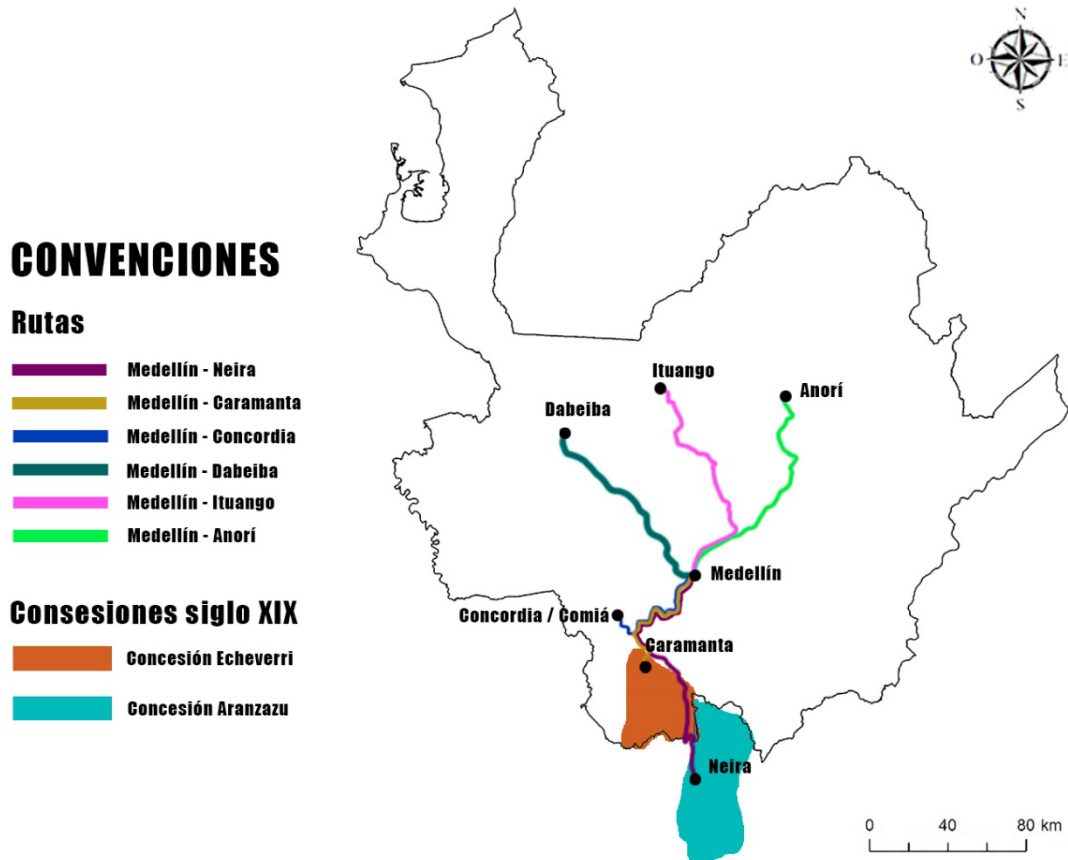 N
O
E
S
CONVENCIONES
Rutas
Medellín - Neira
Medellín - Caramanta
Medellín - Concordia
Medellín - Dabeiba
Medellín - Ituango
Medellín - Anorí
Consesiones siglo XIX
Concesión Echeverri
Concesión Aranzazu
Ituango
Anorí
Dabeiba
Medellín
Concordia / Comiá
Caramanta
Neira
0 40 80 km